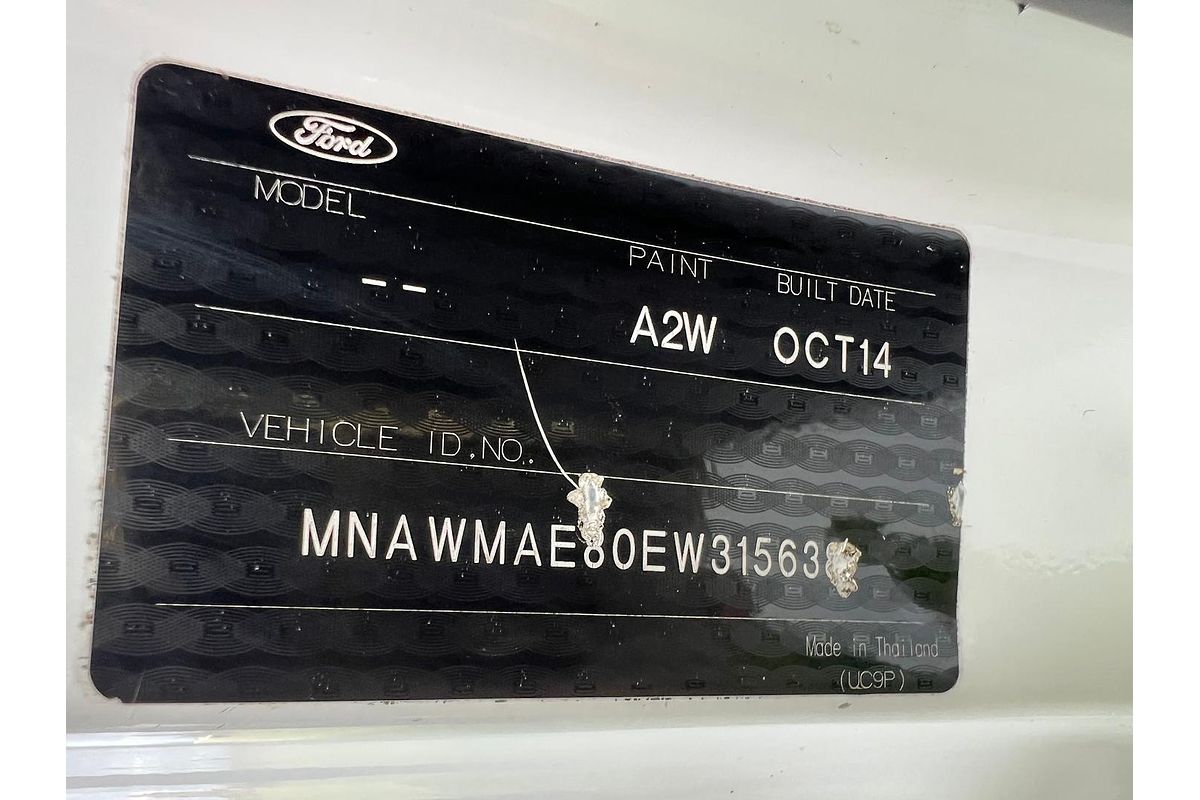 Ford
MODEL PAINT BUILT DATE
-- A2W OCT14
VEHICLE ID.NO.
MNAWMAE80EW31563
Made in Thailand
(UC9P)